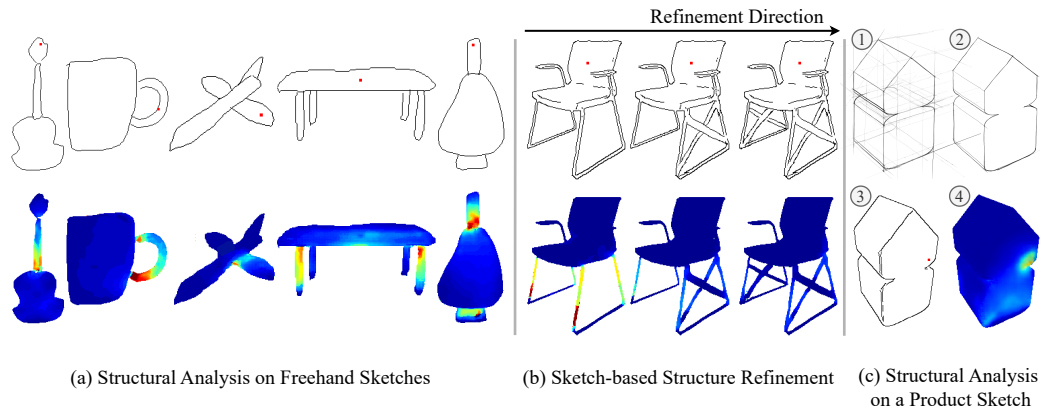 Refinement Direction
1
2
3
4
(a) Structural Analysis on Freehand Sketches
(b) Sketch-based Structure Refinement
(c) Structural Analysis
on a Product Sketch